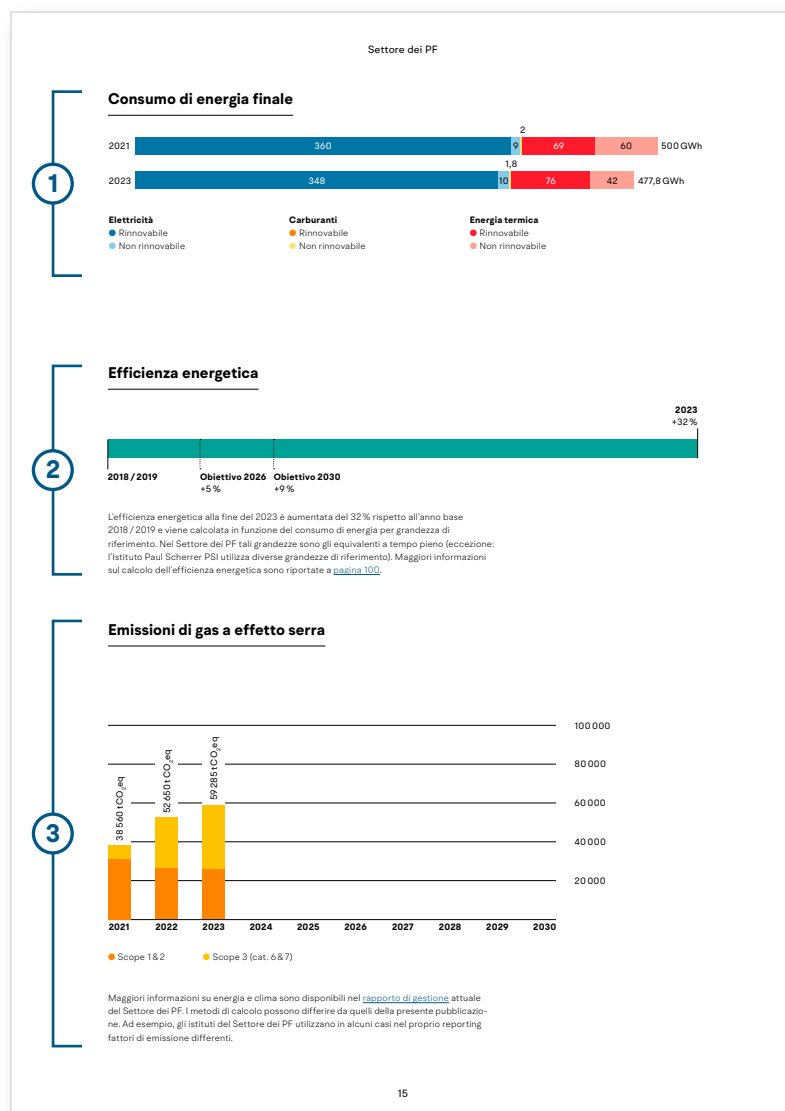 Settore dei PF
1
Consumo di energia finale
2
2021 360 9 69 60 500 GWh
1,8
2023 348 10 76 42 477,8 GWh
Elettricità Carburanti Energia termica
Rinnovabile Rinnovabile Rinnovabile
Non rinnovabile Non rinnovabile Non rinnovabile
2
Efficienza energetica
2023
+32 %
2018 / 2019 Obiettivo 2026 Obiettivo 2030
+5 % +9 %
L'efficienza energetica alla fine del 2023 è aumentata del 32 % rispetto all'anno base
2018 / 2019 e viene calcolata in funzione del consumo di energia per grandezza di
riferimento. Nel Settore dei PF tali grandezze sono gli equivalenti a tempo pieno (eccezione:
l'Istituto Paul Scherrer PSI utilizza diverse grandezze di riferimento). Maggiori informazioni
sul calcolo dell'efficienza energetica sono riportate a pagina 100.
3
Emissioni di gas a effetto serra
100 000
80 000
60 000
40 000
20 000
38 560 t CO₂eq
52 650 t CO₂eq
59 285 t CO₂eq
2021 2022 2023 2024 2025 2026 2027 2028 2029 2030
Scope 1 & 2 Scope 3 (cat. 6 & 7)
Maggiori informazioni su energia e clima sono disponibili nel rapporto di gestione attuale
del Settore dei PF. I metodi di calcolo possono differire da quelli della presente pubblicazio-
ne. Ad esempio, gli istituti del Settore dei PF utilizzano in alcuni casi nel proprio reporting
fattori di emissione differenti.
15